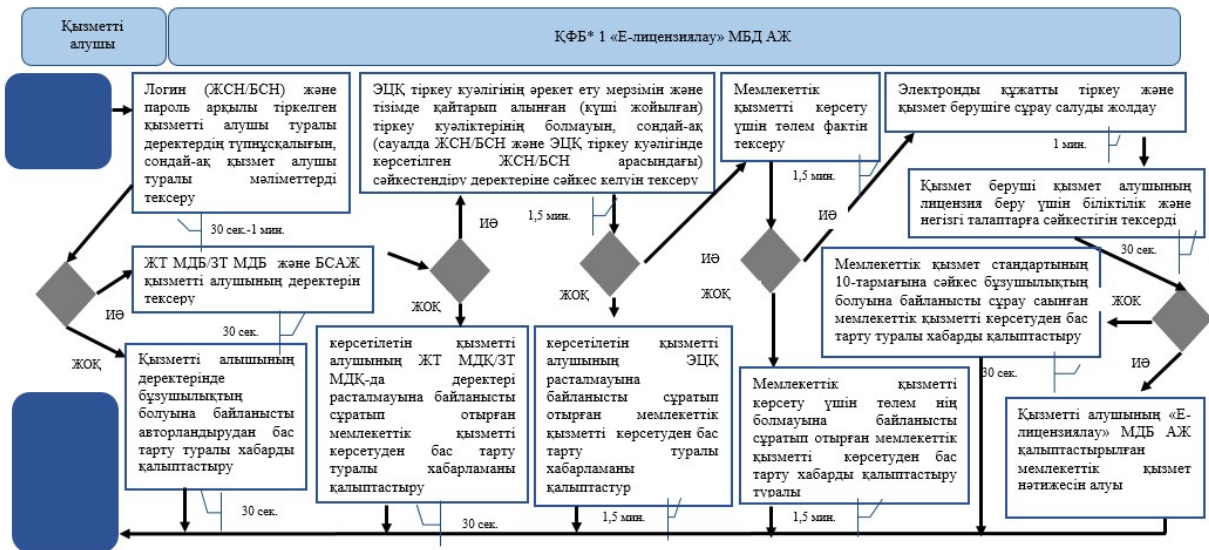 Қызметті
алушы
ҚФБ* 1 «Е-лицензиялау» МБД АЖ
Логин (ЖСН/БСН) және
пароль арқылы тіркелген
қызметті алушы туралы
деректердің түпнұсқалығын,
сондай-ақ қызмет алушы
туралы мәліметтерді
тексеру
30 сек.-1 мин.
ЭЦҚ тіркеу куәлігінің әрекет ету мерзімін және
тізімде қайтарып алынған (күші жойылған)
тіркеу куәліктерінің болмауын, сондай-ақ
(сауалда ЖСН/БСН және ЭЦҚ тіркеу куәлігінде
көрсетілген ЖСН/БСН арасындағы)
сәйкестендіру деректеріне сәйкес келуін тексеру
1,5 мин.
Мемлекеттік
қызметті көрсету
үшін төлем фактін
тексеру
1,5 мин.
Электронды құжатты тіркеу және
қызмет берушіге сұрау салуды жолдау
1 мин.
Қызмет беруші қызмет алушының
лицензия беру үшін біліктілік және
негізгі талаптарға сәйкестігін тексерді
30 сек.
ЖТ МДБ/ЗТ МДБ және БСАЖ
қызметті алушының деректерін
тексеру
30 сек.
ИӘ
ЖОҚ
ИӘ
ЖОҚ
ИӘ
ЖОҚ
ИӘ
ЖОҚ
Мемлекеттік қызмет стандартының
10-тармағына сәйкес бұзушылықтың
болуына байланысты сұрау саынған
мемлекеттік қызметті көрсетуден бас
тарту туралы хабарды қалыптастыру
30 сек.
ЖОК
ИӘ
Қызметті алышының
деректерінде
бұзушылықтың
болуына байланысты
авторландырудан бас
тарту туралы хабарды
қалыптастыру
30 сек.
көрсетілетін қызметті
алушының ЖТ МДҚ/ЗТ
МДҚ-да деректері
расталмауына байланысты
сұратып отырған
мемлекеттік қызметті
көрсетуден бас тарту
туралы хабарламаны
қалыптастыру
30 сек.
көрсетілетін қызметті
алушының ЭЦҚ
расталмауына
байланысты сұратып
отырған мемлекеттік
қызметті көрсетуден бас
тарту туралы
хабарламаны
қалыптастур
1,5 мин.
Мемлекеттік қызметті
көрсету үшін төлем нің
болмауына байланысты
сұратып отырған мемлекеттік
қызметті көрсетуден бас
тарту хабарды қалыптастыру
туралы
1,5 мин.
Қызметті алушының «Е-
лицензиялау» МДБ АЖ
қалыптастырылған
мемлекеттік қызмет
нәтижесін алуы